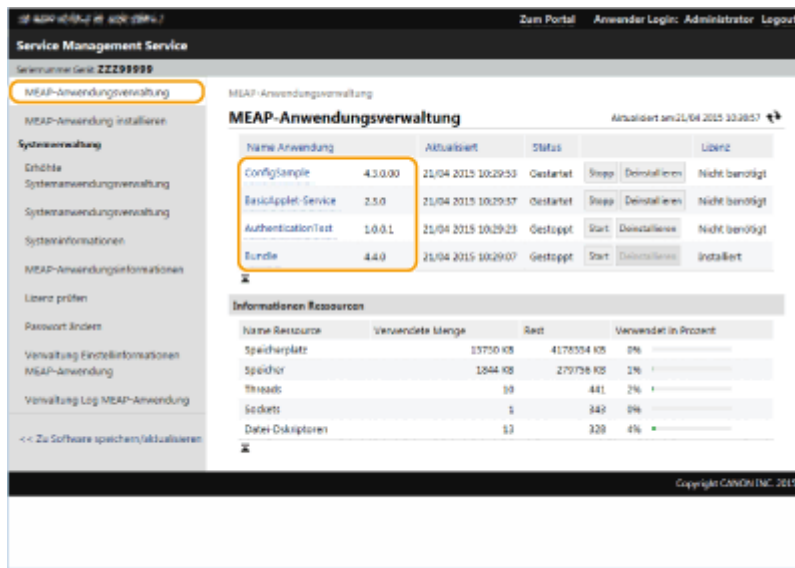 Zum Portal Anwender Login: Administrator Logout
Service Management Service
Seriennummer Gerät: ZZZ99999
MEAP-Anwendungsverwaltung
MEAP-Anwendung installieren
Systemverwaltung
Erhöhte
Systemanwendungsverwaltung
Systemanwendungsverwaltung
Systeminformationen
MEAP-Anwendungsinformationen
Lizenz prüfen
Passwort ändern
Verwaltung Einstellinformationen
MEAP-Anwendung
Verwaltung Log MEAP-Anwendung
<< Zu Software speichern/aktualisieren
MEAP-Anwendungsverwaltung
MEAP-Anwendungsverwaltung
Aktualisiert am:21/04 2015 10:30:57
Name Anwendung Aktualisiert Status Lizenz
ConfigSample 4.3.0.00 21/04 2015 10:29:53 Gestartet Stopp Deinstallieren Nicht benötigt
BasicApplet-Service 2.5.0 21/04 2015 10:29:37 Gestartet Stopp Deinstallieren Nicht benötigt
AuthenticationTest 1.0.0.1 21/04 2015 10:29:23 Gestoppt Start Deinstallieren Nicht benötigt
Bundle 4.4.0 21/04 2015 10:29:07 Gestoppt Start Deinstallieren Installiert
Informationen Ressourcen
Name Ressource Verwendete Menge Rest Verwendet in Prozent
Speicherplatz 15750 KB 4178554 KB 0%
Speicher 1844 KB 279756 KB 1%
Threads 10 441 2%
Sockets 1 343 0%
Datei-Dskriptoren 13 328 4%
Copyright CANON INC. 2015